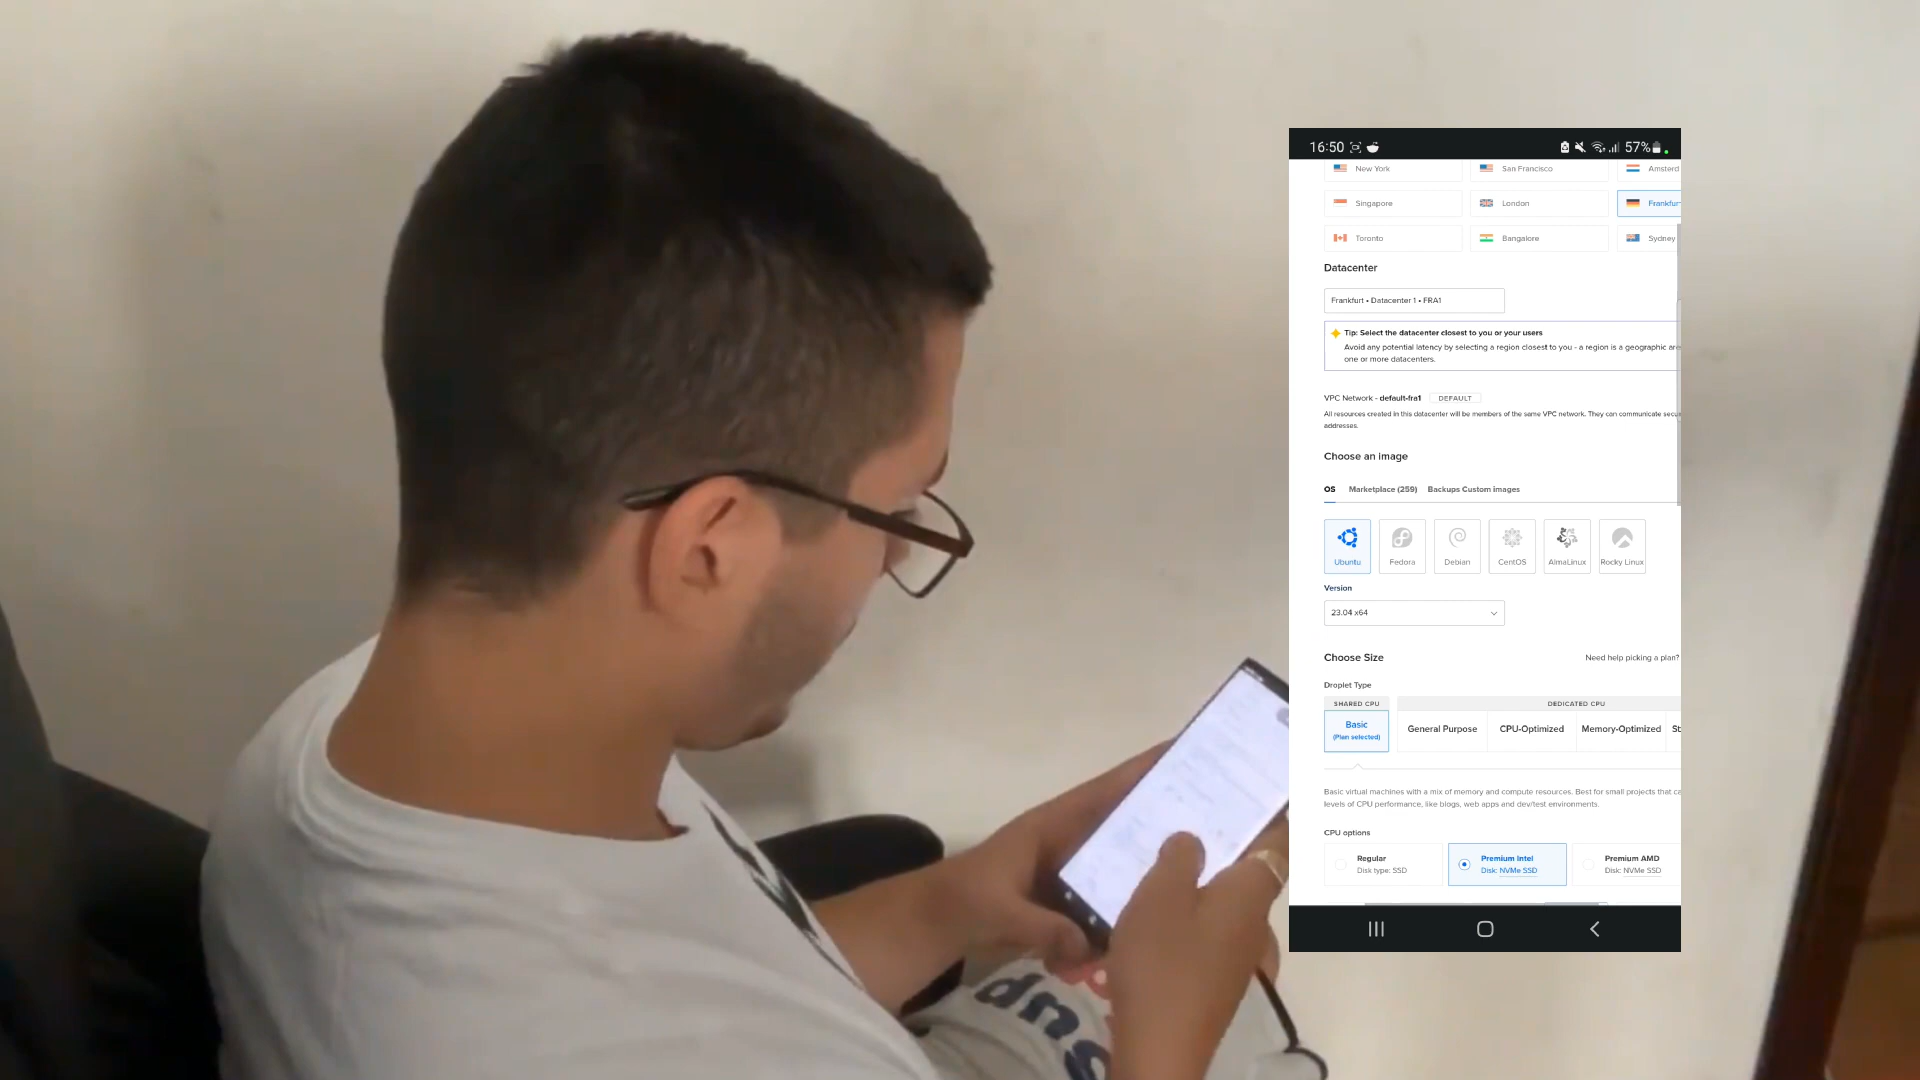 16:50 57%
New York San Francisco Amsterd
Singapore London Frankfur
Toronto Bangalore Sydney
Datacenter
Frankfurt • Datacenter 1 • FRA1
Tip: Select the datacenter closest to you or your users
Avoid any potential latency by selecting a region closest to you - a region is a geographic are
one or more datacenters.
VPC Network - default-fra1 DEFAULT
All resources created in this datacenter will be members of the same VPC network. They can communicate secu
addresses.
Choose an image
OS Marketplace (259) Backups Custom images
Ubuntu Fedora Debian CentOS AlmaLinux Rocky Linux
Version
23.04 x64
Choose Size Need help picking a plan?
Droplet Type
SHARED CPU DEDICATED CPU
Basic General Purpose CPU-Optimized Memory-Optimized St
(Plan selected)
Basic virtual machines with a mix of memory and compute resources. Best for small projects that ca
levels of CPU performance, like blogs, web apps and dev/test environments.
CPU options
Regular Premium Intel Premium AMD
Disk type: SSD Disk: NVMe SSD Disk: NVMe SSD